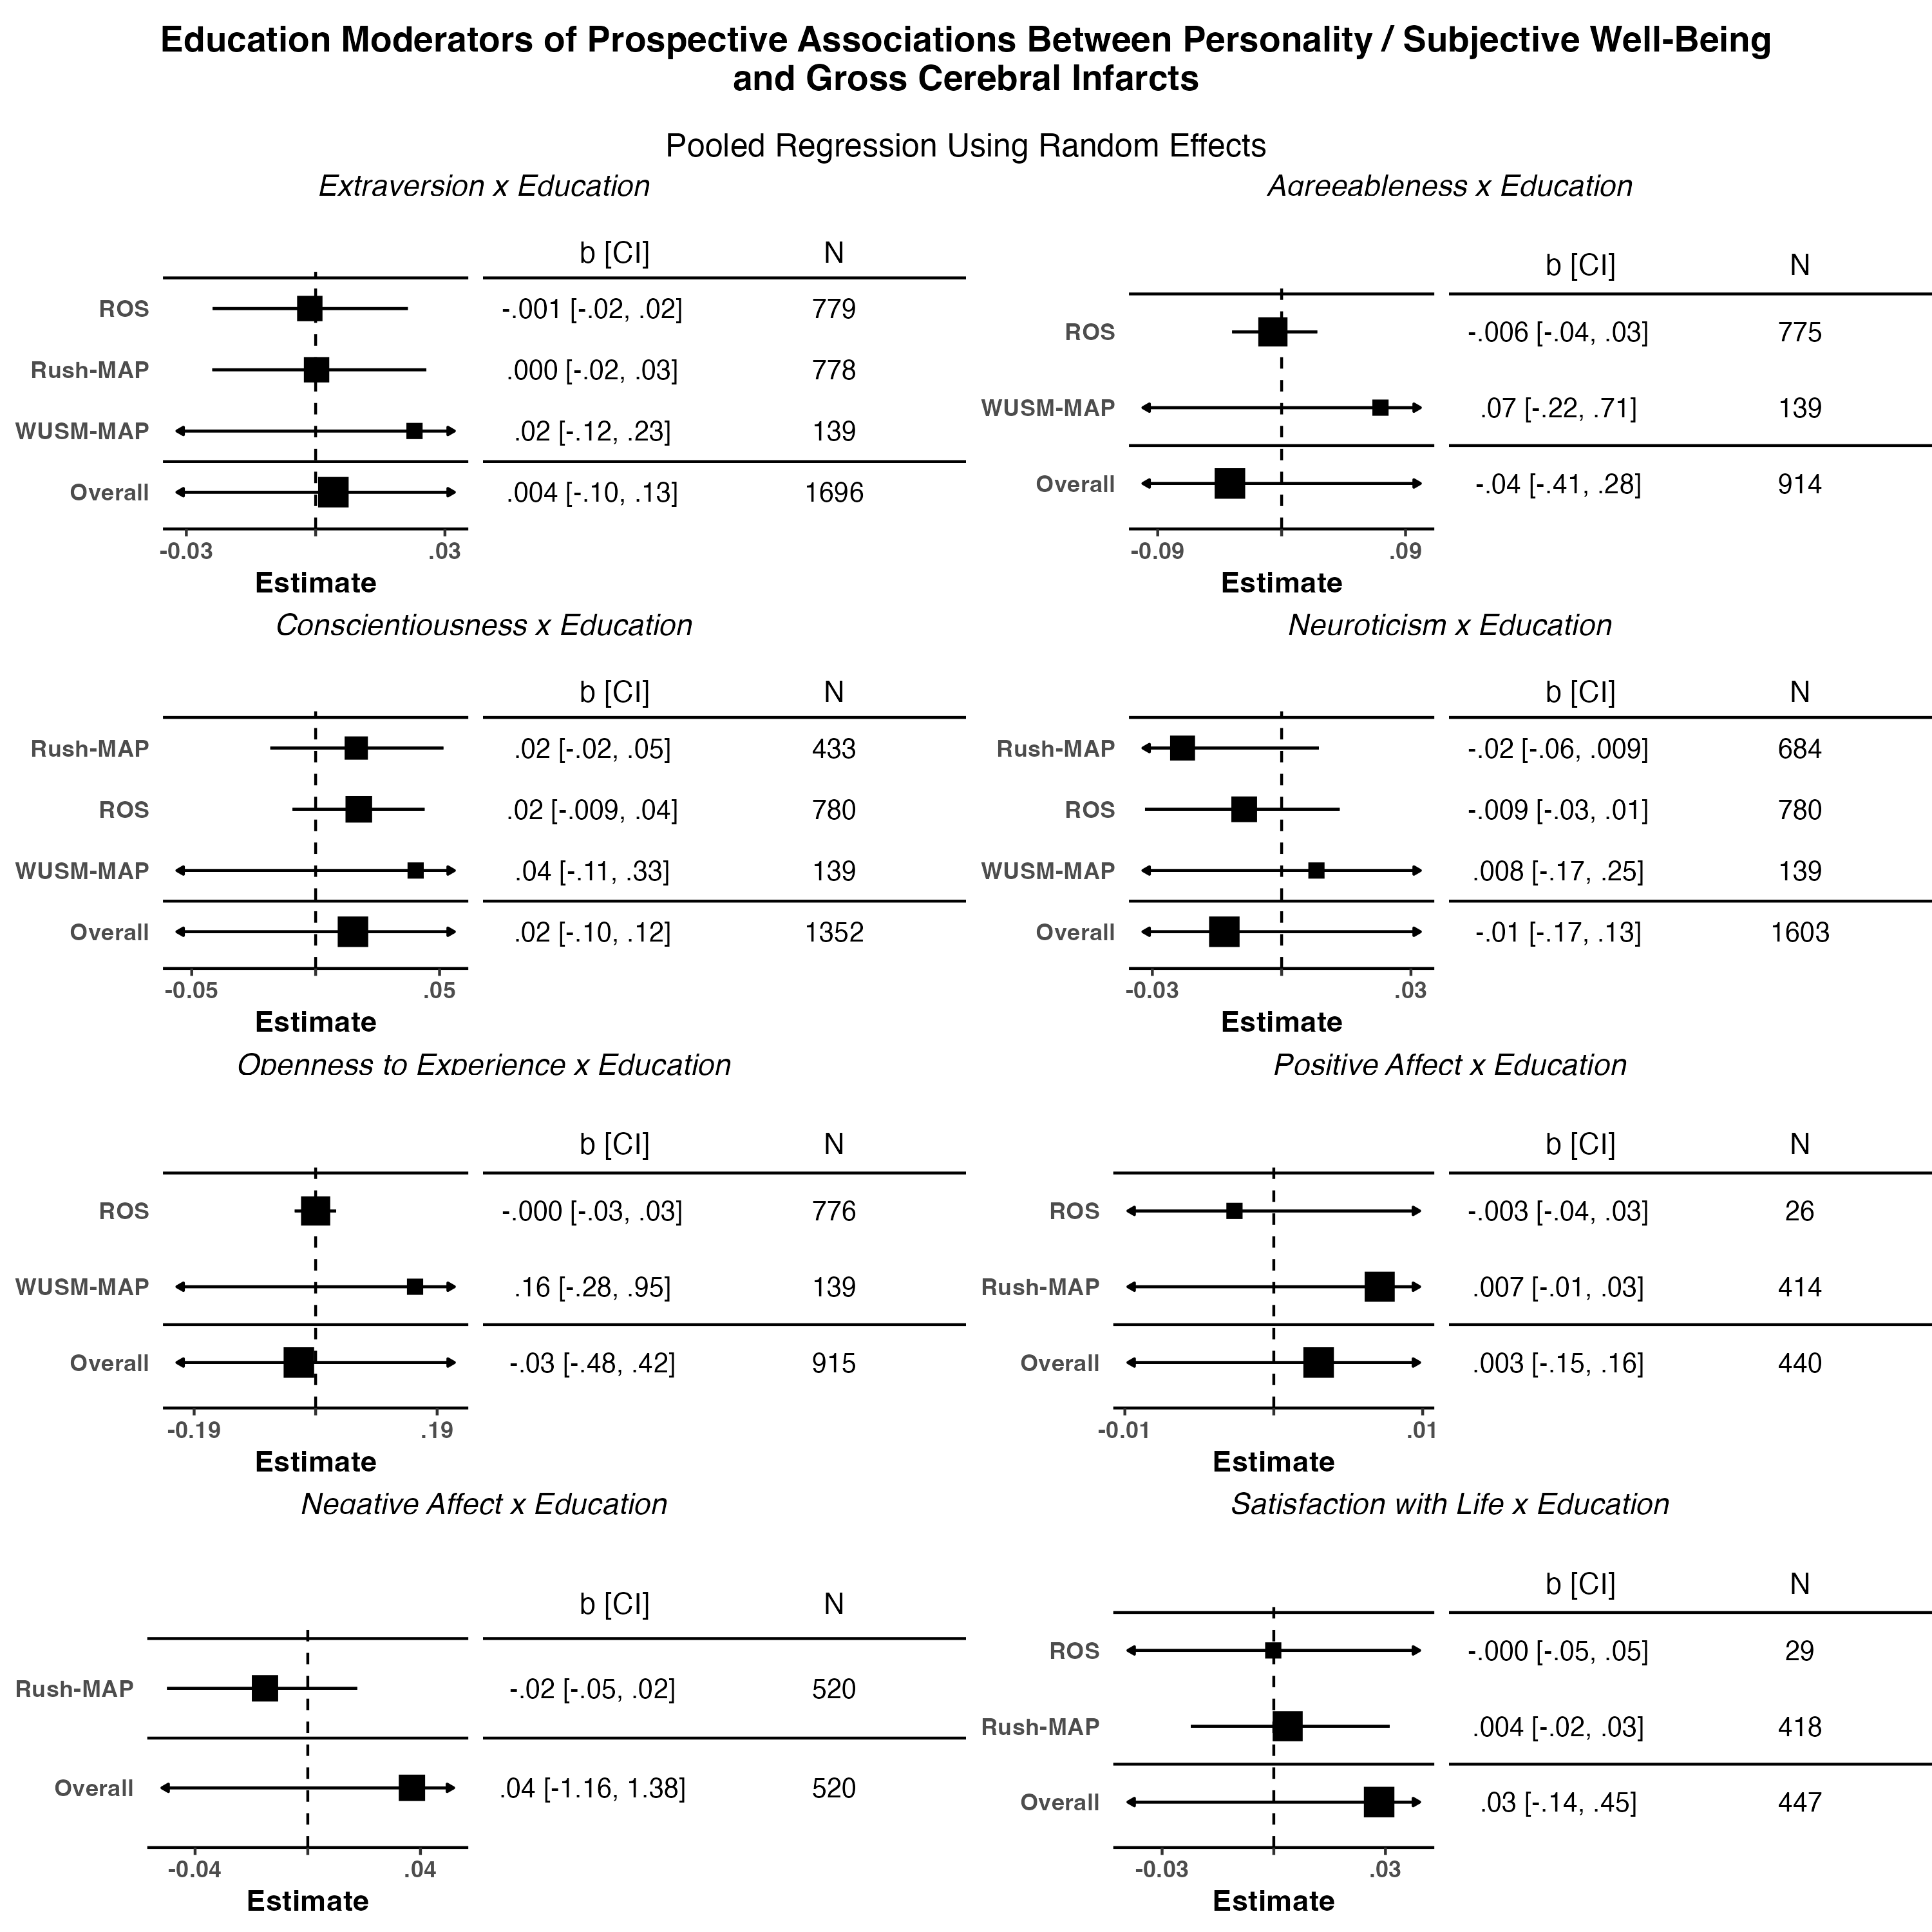 Education Moderators of Prospective Associations Between Personality / Subjective Well-Being
and Gross Cerebral Infarcts
Pooled Regression Using Random Effects
Extraversion x Education
b [CI] N
ROS -.001 [-.02, .02] 779
Rush-MAP .000 [-.02, .03] 778
WUSM-MAP .02 [-.12, .23] 139
Overall .004 [-.10, .13] 1696
-0.03 .03
Estimate
Agreeableness x Education
b [CI] N
ROS -.006 [-.04, .03] 775
WUSM-MAP .07 [-.22, .71] 139
Overall -.04 [-.41, .28] 914
-0.09 .09
Estimate
Conscientiousness x Education
b [CI] N
Rush-MAP .02 [-.02, .05] 433
ROS .02 [-.009, .04] 780
WUSM-MAP .04 [-.11, .33] 139
Overall .02 [-.10, .12] 1352
-0.05 .05
Estimate
Neuroticism x Education
b [CI] N
Rush-MAP -.02 [-.06, .009] 684
ROS -.009 [-.03, .01] 780
WUSM-MAP .008 [-.17, .25] 139
Overall -.01 [-.17, .13] 1603
-0.03 .03
Estimate
Openness to Experience x Education
b [CI] N
ROS -.000 [-.03, .03] 776
WUSM-MAP .16 [-.28, .95] 139
Overall -.03 [-.48, .42] 915
-0.19 .19
Estimate
Positive Affect x Education
b [CI] N
ROS -.003 [-.04, .03] 26
Rush-MAP .007 [-.01, .03] 414
Overall .003 [-.15, .16] 440
-0.01 .01
Estimate
Negative Affect x Education
b [CI] N
Rush-MAP -.02 [-.05, .02] 520
Overall .04 [-1.16, 1.38] 520
-0.04 .04
Estimate
Satisfaction with Life x Education
b [CI] N
ROS -.000 [-.05, .05] 29
Rush-MAP .004 [-.02, .03] 418
Overall .03 [-.14, .45] 447
-0.03 .03
Estimate